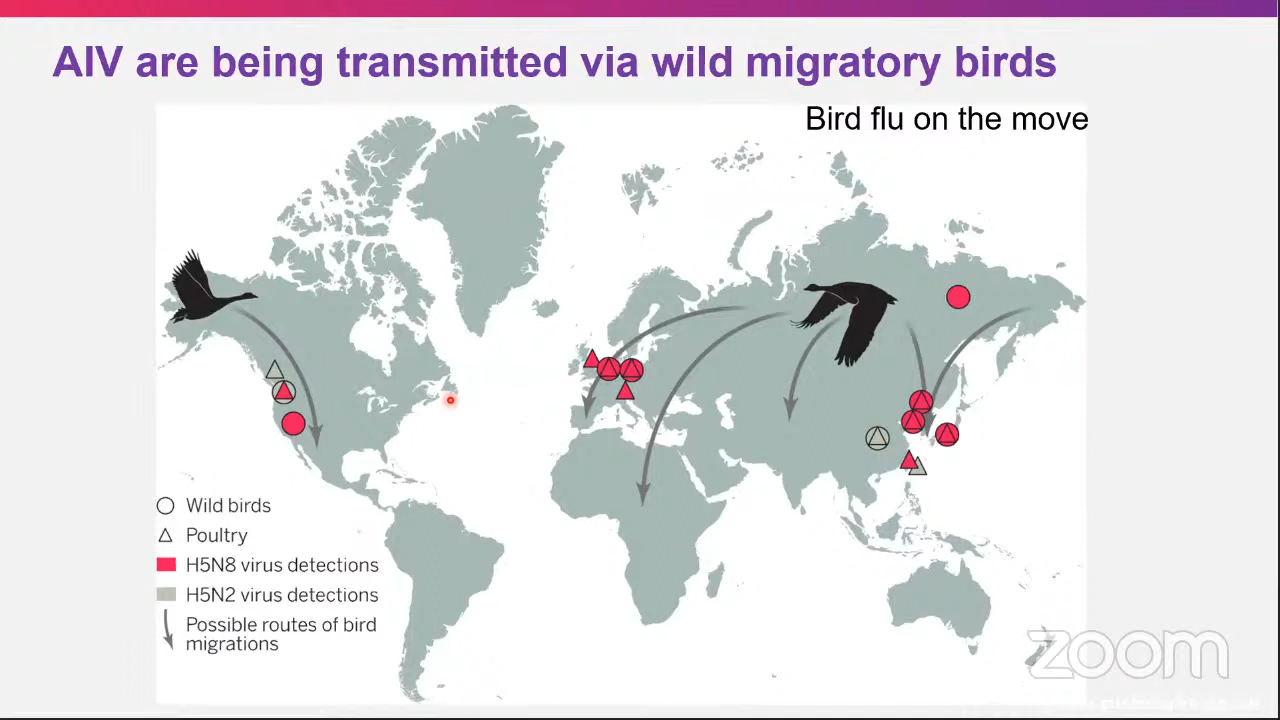 AIV are being transmitted via wild migratory birds
Bird flu on the move
Wild birds
Poultry
H5N8 virus detections
H5N2 virus detections
Possible routes of bird
migrations
zoom